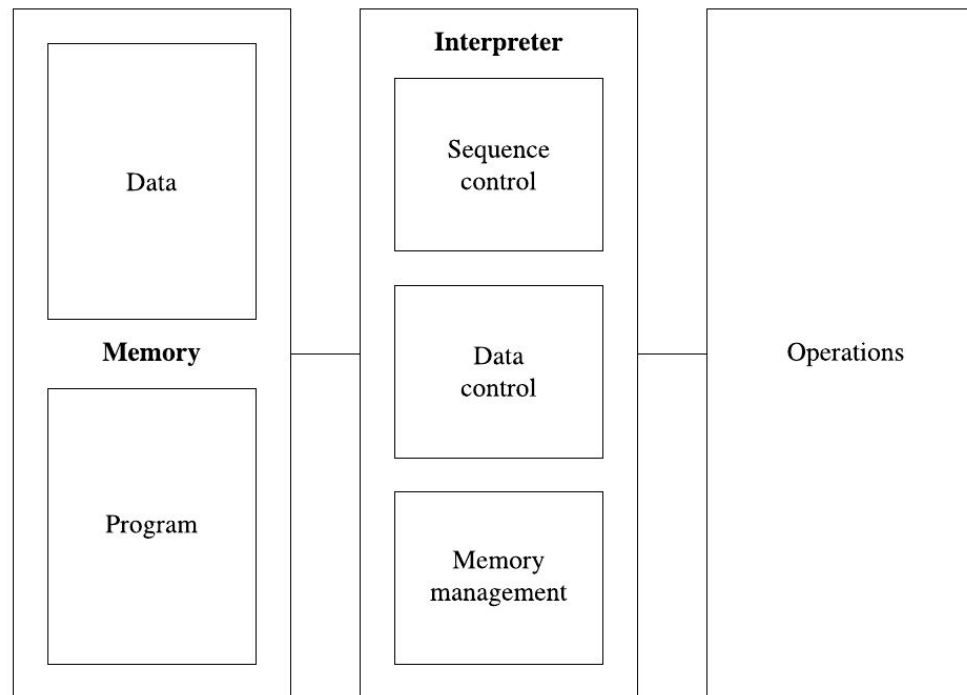 Data
Memory
Program
Interpreter
Sequence
control
Data
control
Memory
management
Operations